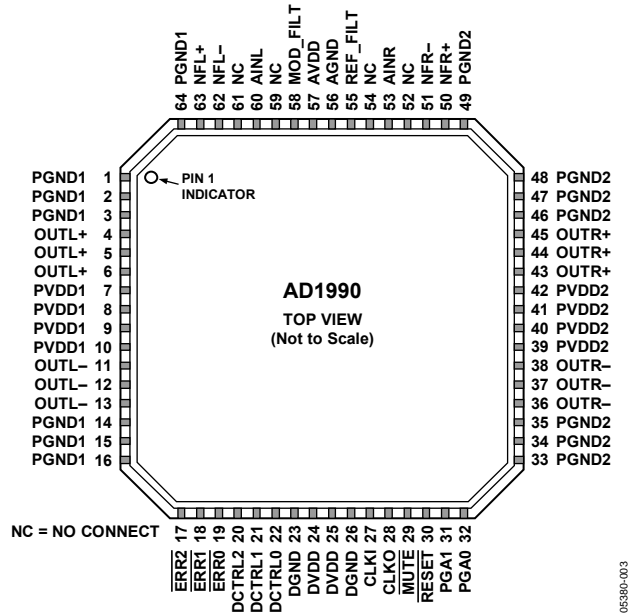 64 PGND1
63 NFL+
62 NFL–
61 NC
60 AINL
59 NC
58 MOD_FILT
57 AVDD
56 AGND
55 REF_FILT
54 NC
53 AINR
52 NC
51 NFR–
50 NFR+
49 PGND2
PGND1 1
PGND1 2
PGND1 3
OUTL+ 4
OUTL+ 5
OUTL+ 6
PVDD1 7
PVDD1 8
PVDD1 9
PVDD1 10
OUTL– 11
OUTL– 12
OUTL– 13
PGND1 14
PGND1 15
PGND1 16
PIN 1
INDICATOR
AD1990
TOP VIEW
(Not to Scale)
48 PGND2
47 PGND2
46 PGND2
45 OUTR+
44 OUTR+
43 OUTR+
42 PVDD2
41 PVDD2
40 PVDD2
39 PVDD2
38 OUTR–
37 OUTR–
36 OUTR–
35 PGND2
34 PGND2
33 PGND2
NC = NO CONNECT
ERR2 17
ERR1 18
ERR0 19
DCTRL2 20
DCTRL1 21
DCTRL0 22
DGND 23
DVDD 24
DVDD 25
DGND 26
CLKI 27
CLKO 28
MUTE 29
RESET 30
PGA1 31
PGA0 32
05380-003